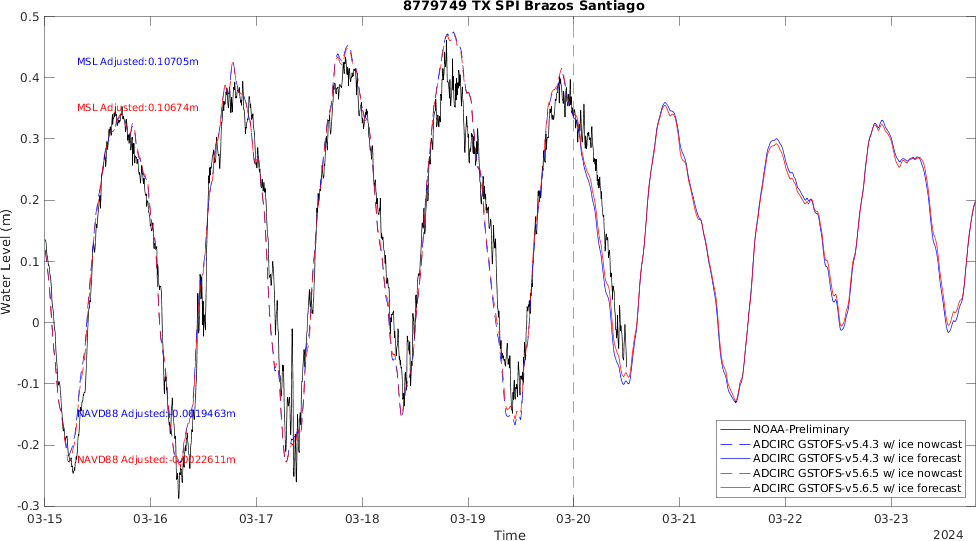 8779749 TX SPI Brazos Santiago
0.5
MSL Adjusted:0.10705m
0.4
MSL Adjusted:0.10674m
0.3
0.2
0.1
Water Level (m)
0
-0.1
NAVD88 Adjusted:-0.0019463m
NOAA-Preliminary
-0.2
ADCIRC GSTOFS-v5.4.3 w/ ice nowcast
ADCIRC GSTOFS-v5.4.3 w/ ice forecast
NAVD88 Adjusted:-0.0022611m
ADCIRC GSTOFS-v5.6.5 w/ ice nowcast
ADCIRC GSTOFS-v5.6.5 w/ ice forecast
-0.3
03-15 03-16 03-17 03-18 03-19 03-20 03-21 03-22 03-23
Time
2024